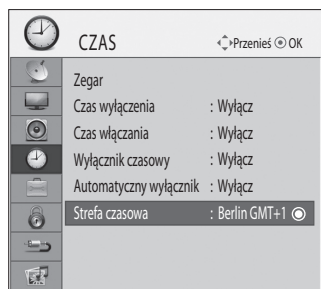 CZAS Przenieś OK
Zegar
Czas wyłączenia : Wyłącz
Czas włączania : Wyłącz
Wyłącznik czasowy : Wyłącz
Automatyczny wyłącznik : Wyłącz
Strefa czasowa : Berlin GMT+1